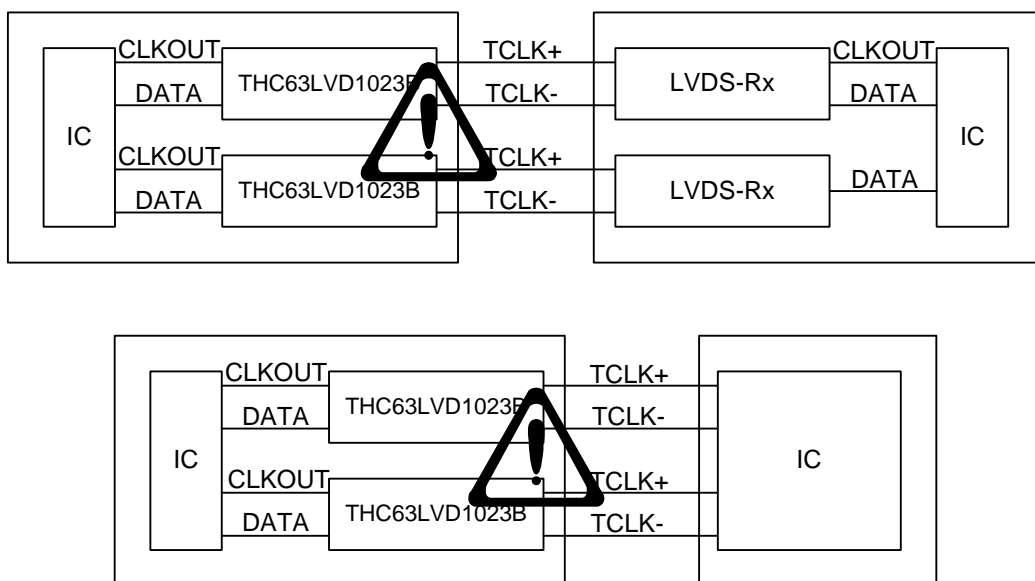 CLKOUT
TCLK+
CLKOUT
THC63LVD1023B
LVDS-Rx
DATA
TCLK-
DATA
IC
IC
CLKOUT
TCLK+
THC63LVD1023B
LVDS-Rx
DATA
DATA
TCLK-
CLKOUT
TCLK+
THC63LVD1023B
DATA
TCLK-
IC
IC
CLKOUT
TCLK+
THC63LVD1023B
DATA
TCLK-